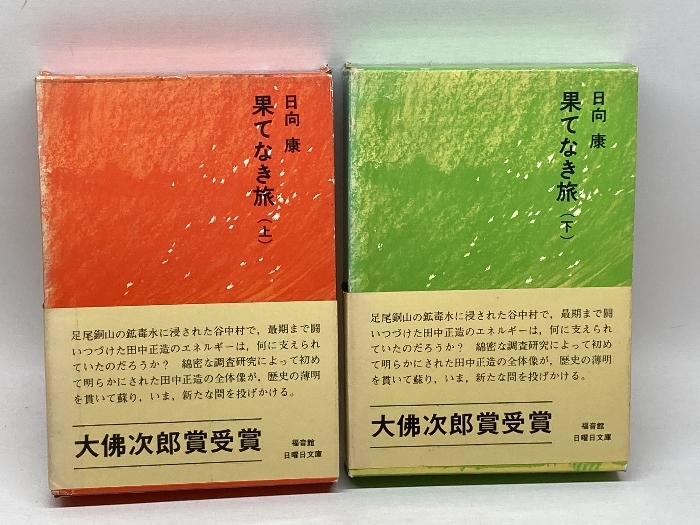 日向 康
果てなき旅(上)
足尾銅山の鉱毒水に浸された谷中村で，最期まで闘
いつづけた田中正造のエネルギーは，何に支えられ
ていたのだろうか？ 綿密な調査研究によって初め
て明らかにされた田中正造の全体像が，歴史の薄明
を貫いて蘇り，いま，新たな問を投げかける。
大佛次郎賞受賞
福音館
日曜日文庫
日向 康
果てなき旅(下)
足尾銅山の鉱毒水に浸された谷中村で，最期まで闘
いつづけた田中正造のエネルギーは，何に支えられ
ていたのだろうか？ 綿密な調査研究によって初め
て明らかにされた田中正造の全体像が，歴史の薄明
を貫いて蘇り，いま，新たな問を投げかける。
大佛次郎賞受賞
福音館
日曜日文庫